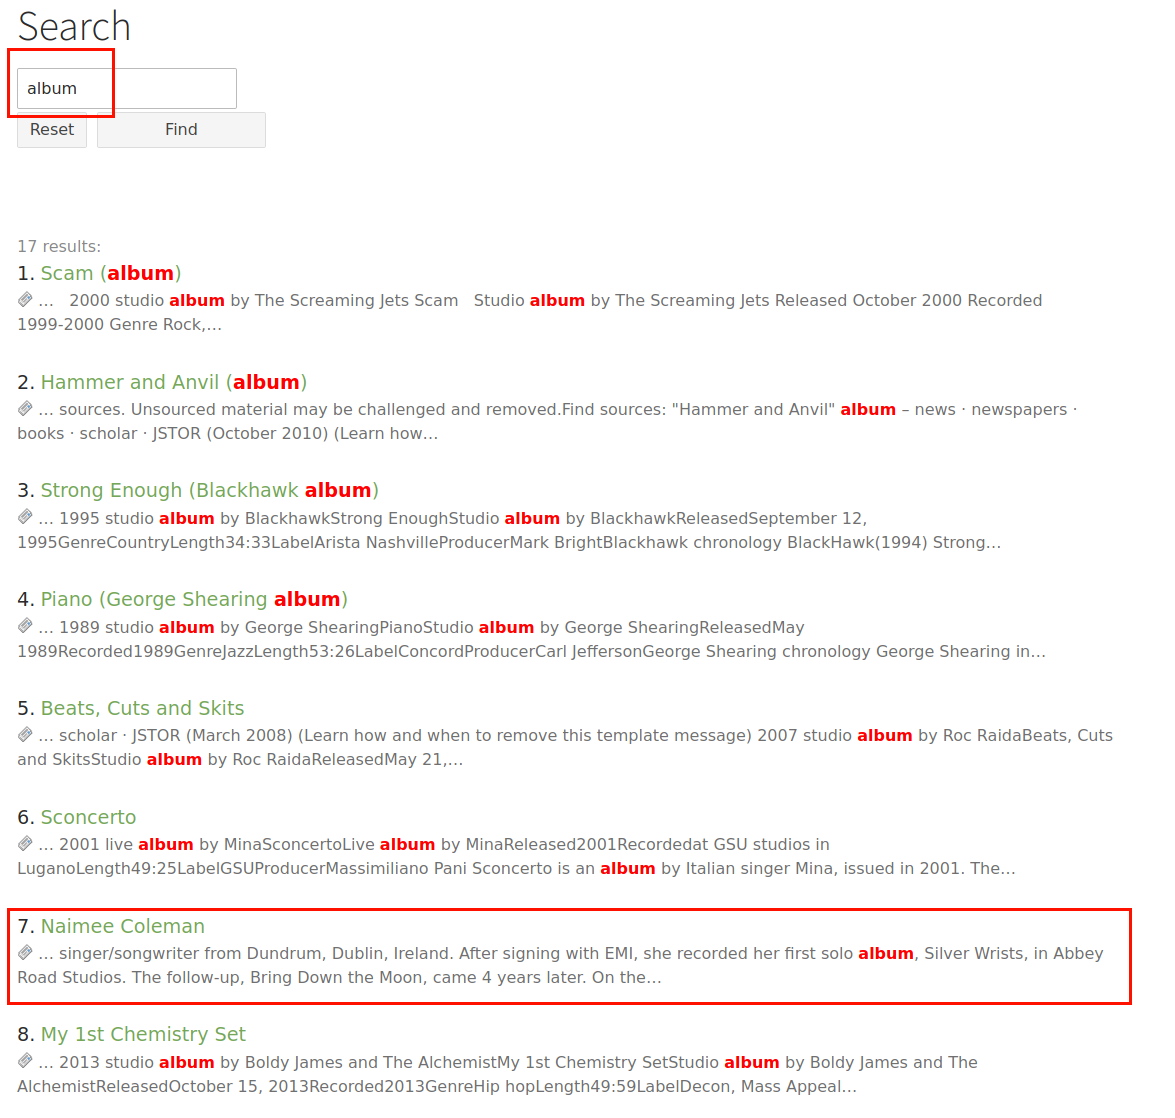 Search
album
Reset Find
17 results:
1. Scam (album)
... 2000 studio album by The Screaming Jets Scam Studio album by The Screaming Jets Released October 2000 Recorded
1999-2000 Genre Rock,...
2. Hammer and Anvil (album)
... sources. Unsourced material may be challenged and removed.Find sources: "Hammer and Anvil" album – news · newspapers ·
books · scholar · JSTOR (October 2010) (Learn how...
3. Strong Enough (Blackhawk album)
... 1995 studio album by BlackhawkStrong EnoughStudio album by BlackhawkReleasedSeptember 12,
1995GenreCountryLength34:33LabelArista NashvilleProducerMark BrightBlackhawk chronology BlackHawk(1994) Strong...
4. Piano (George Shearing album)
... 1989 studio album by George ShearingPianoStudio album by George ShearingReleasedMay
1989Recorded1989GenreJazzLength53:26LabelConcordProducerCarl JeffersonGeorge Shearing chronology George Shearing in...
5. Beats, Cuts and Skits
... scholar · JSTOR (March 2008) (Learn how and when to remove this template message) 2007 studio album by Roc RaidaBeats, Cuts
and SkitsStudio album by Roc RaidaReleasedMay 21,...
6. Sconcerto
... 2001 live album by MinaSconcertoLive album by MinaReleased2001Recordedat GSU studios in
LuganoLength49:25LabelGSUProducerMassimiliano Pani Sconcerto is an album by Italian singer Mina, issued in 2001. The...
7. Naimee Coleman
... singer/songwriter from Dundrum, Dublin, Ireland. After signing with EMI, she recorded her first solo album, Silver Wrists, in Abbey
Road Studios. The follow-up, Bring Down the Moon, came 4 years later. On the...
8. My 1st Chemistry Set
... 2013 studio album by Boldy James and The AlchemistMy 1st Chemistry SetStudio album by Boldy James and The
AlchemistReleasedOctober 15, 2013Recorded2013GenreHip hopLength49:59LabelDecon, Mass Appeal...